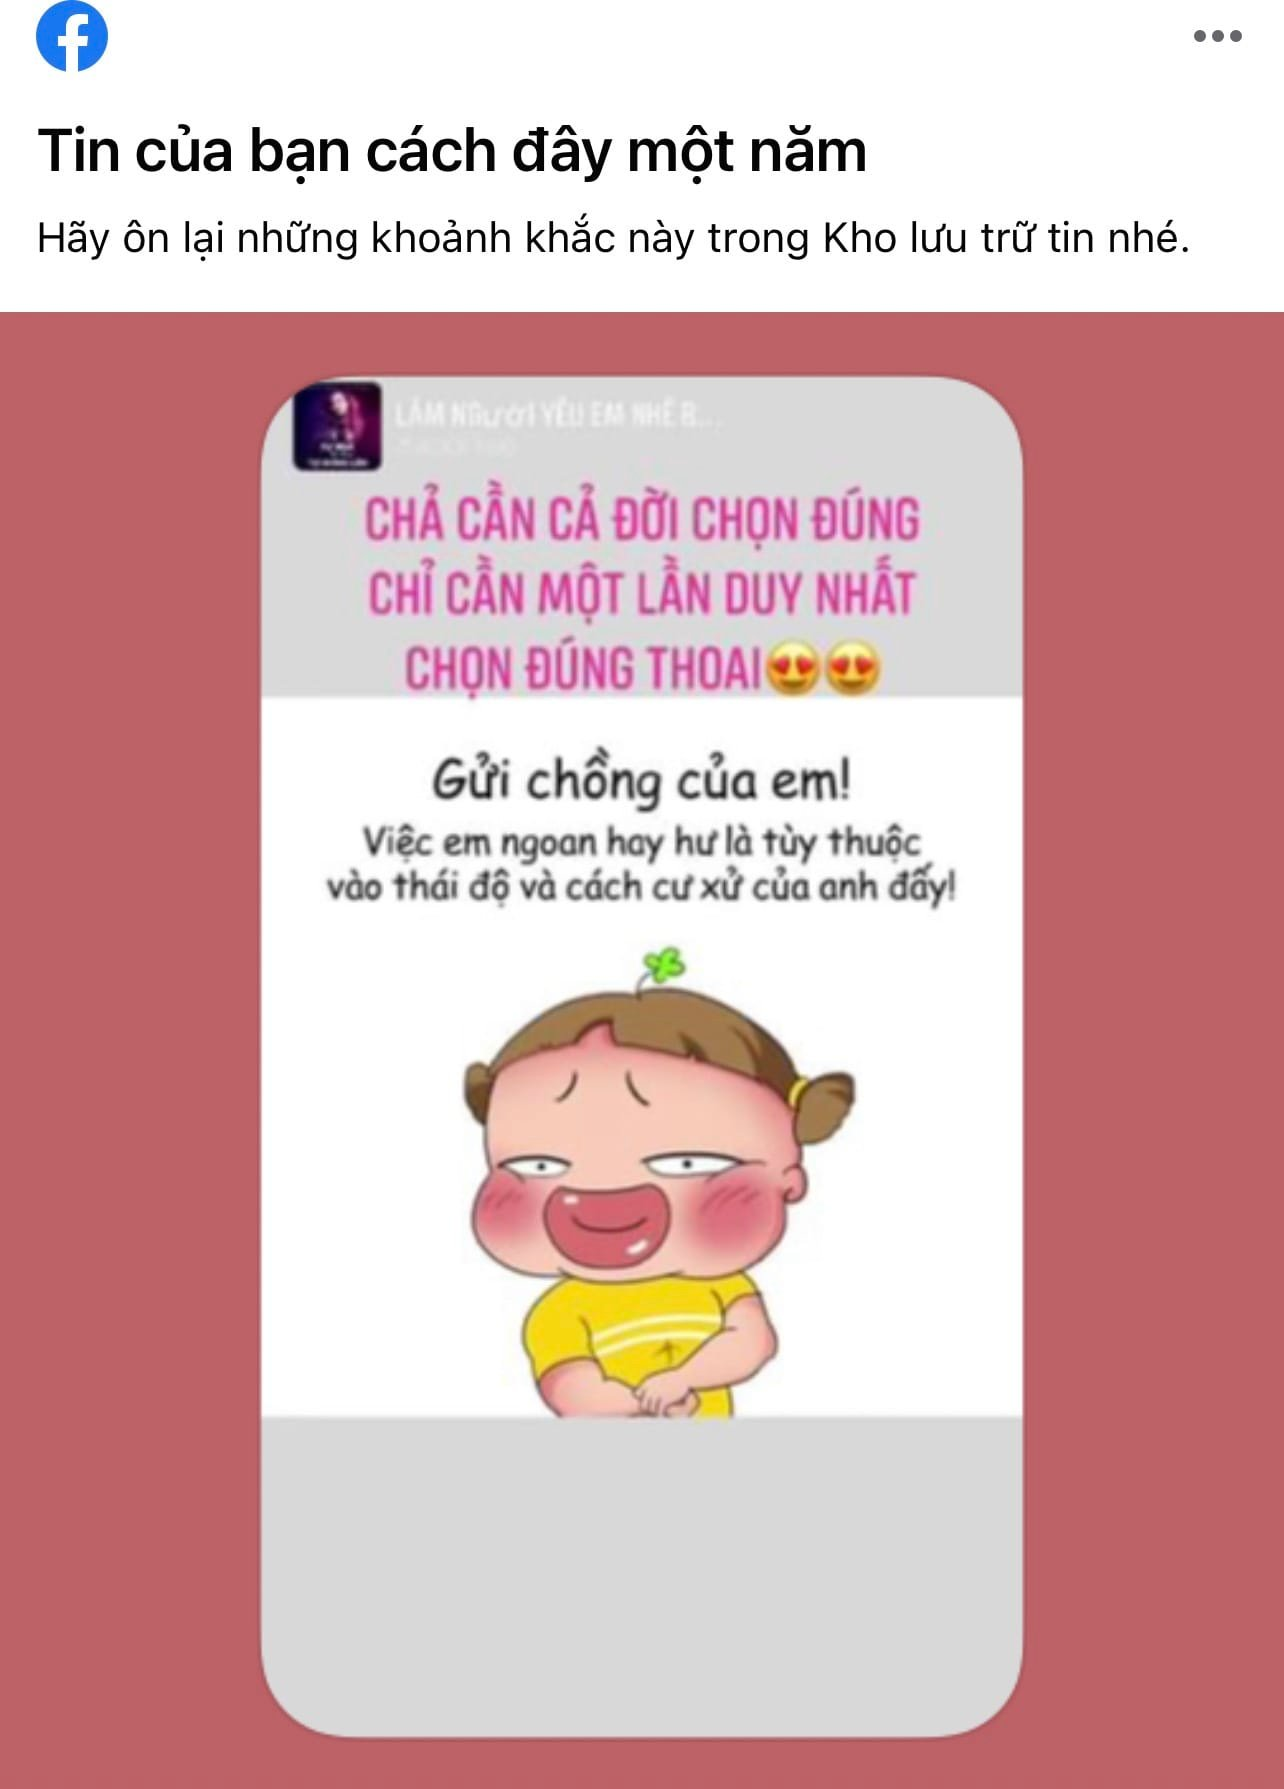 Tin của bạn cách đây một năm
Hãy ôn lại những khoảnh khắc này trong Kho lưu trữ tin nhé.
LÀM NGƯỜI YÊU EM NHÉ B...
CHẢ CẦN CẢ ĐỜI CHỌN ĐÚNG
CHỈ CẦN MỘT LẦN DUY NHẤT
CHỌN ĐÚNG THOAI😍😍
Gửi chồng của em!
Việc em ngoan hay hư là tùy thuộc
vào thái độ và cách cư xử của anh đấy!